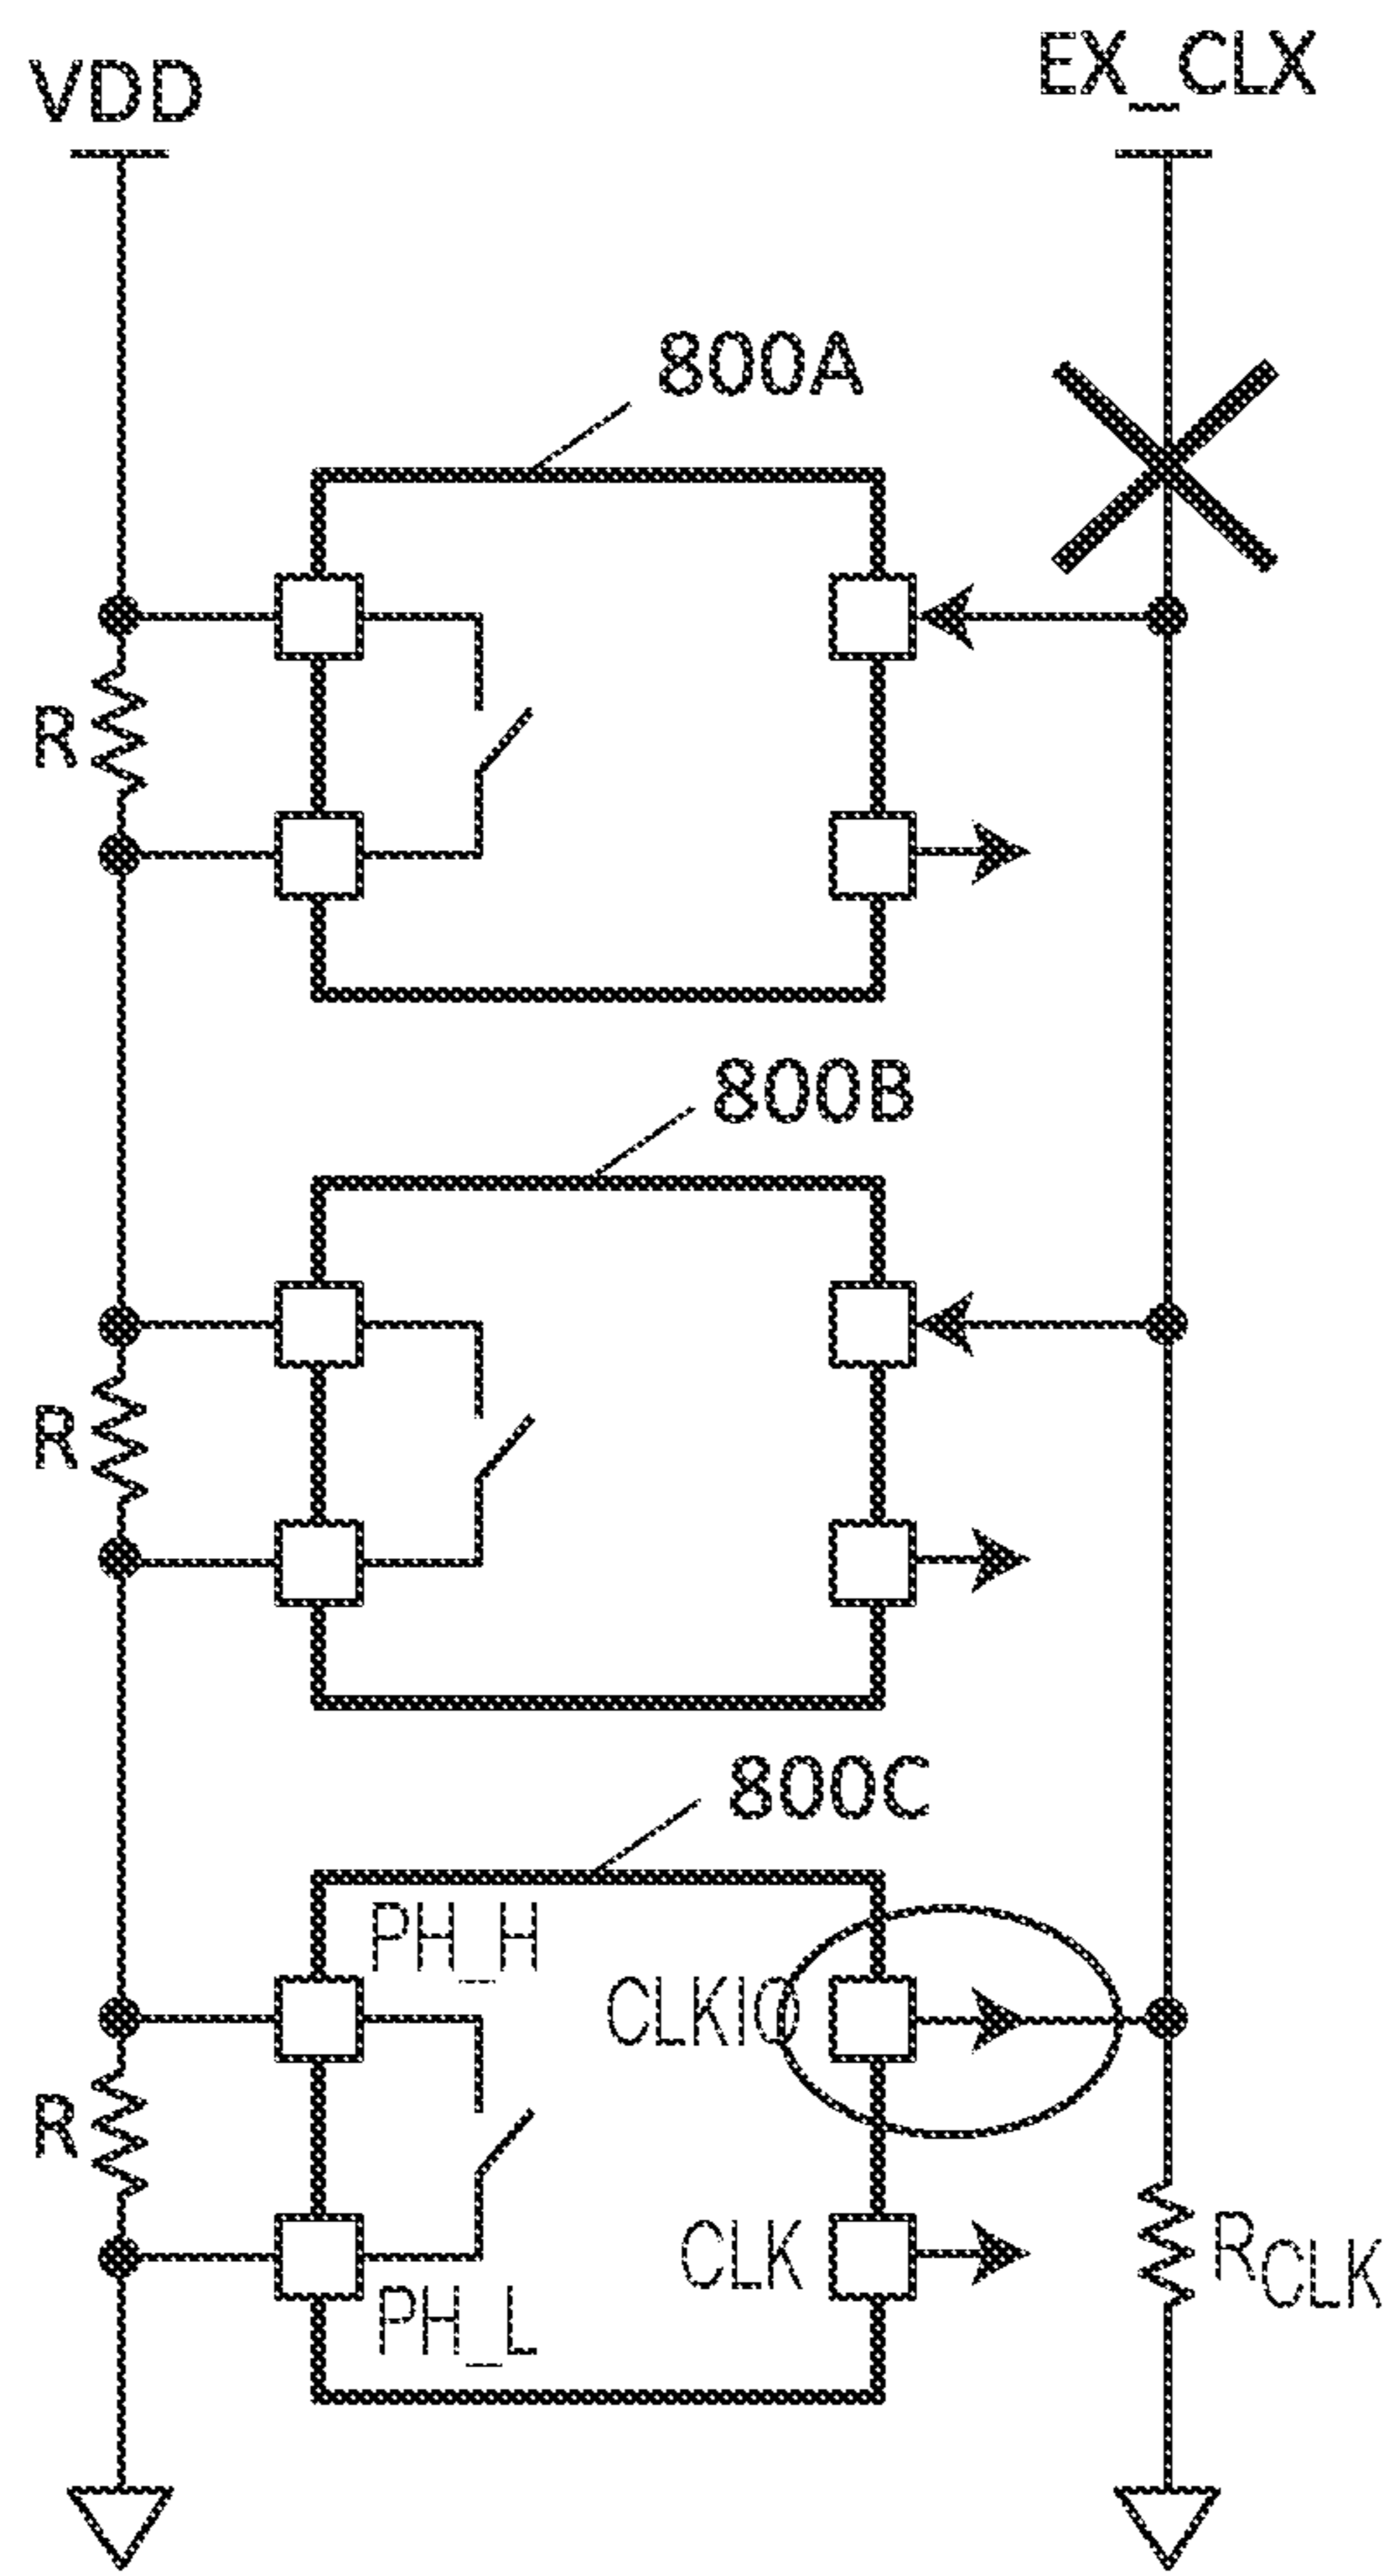 VDD
EX_CLX
800A
R
800B
R
800C
PH_H
CLKIO
R
CLK
PH_L
RCLK